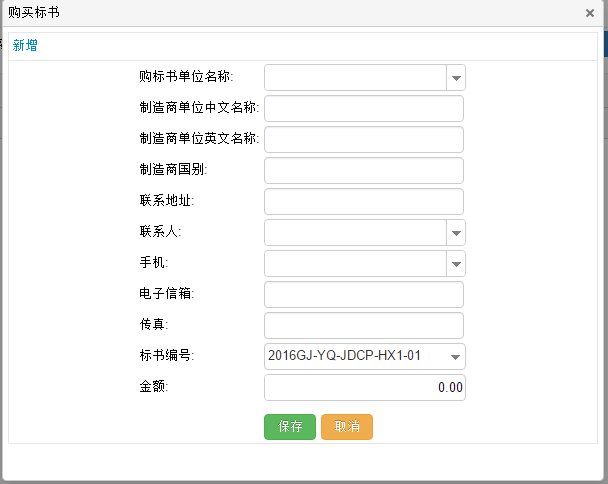 购买标书
新增
购标书单位名称:
制造商单位中文名称:
制造商单位英文名称:
制造商国别:
联系地址:
联系人:
手机:
电子信箱:
传真:
标书编号: 2016GJ-YQ-JDCP-HX1-01
金额: 0.00
保存 取消